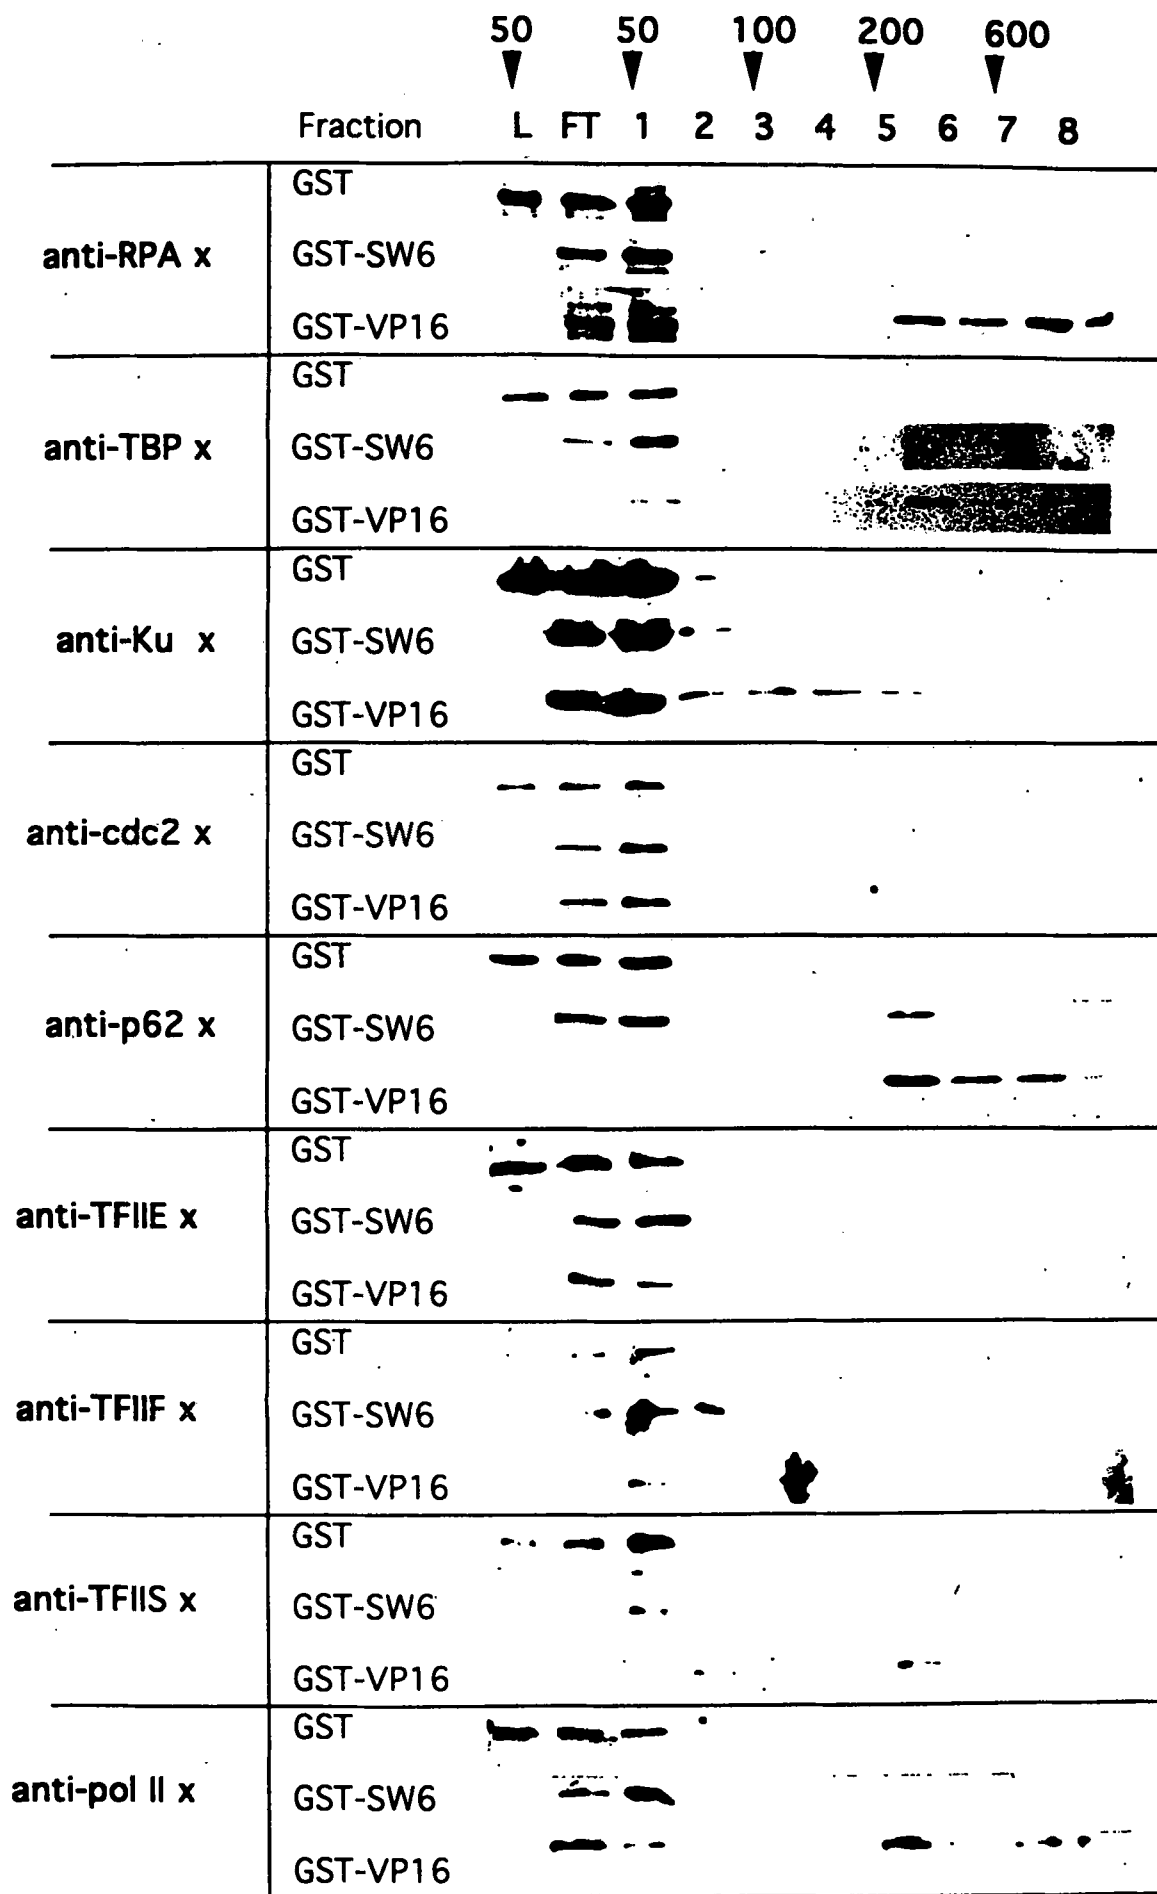 50 50 100 200 600
Fraction L FT 1 2 3 4 5 6 7 8
GST
anti-RPA x GST-SW6
GST-VP16
GST
anti-TBP x GST-SW6
GST-VP16
GST
anti-Ku x GST-SW6
GST-VP16
GST
anti-cdc2 x GST-SW6
GST-VP16
GST
anti-p62 x GST-SW6
GST-VP16
GST
anti-TFIIE x GST-SW6
GST-VP16
GST
anti-TFIIF x GST-SW6
GST-VP16
GST
anti-TFIIS x GST-SW6
GST-VP16
GST
anti-pol II x GST-SW6
GST-VP16